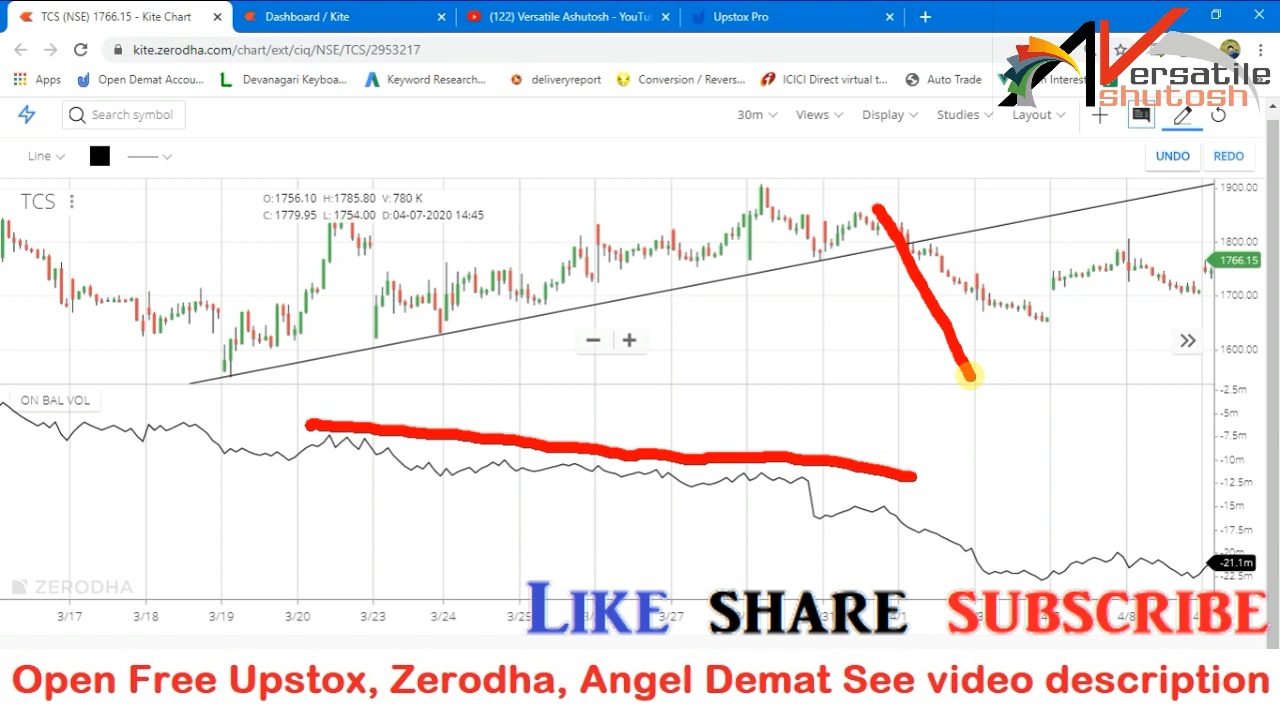 TCS (NSE) 1766.15 - Kite Chart
Dashboard / Kite
(122) Versatile Ashutosh - YouTu
Upstox Pro
kite.zerodha.com/chart/ext/ciq/NSE/TCS/2953217
Versatile
Ashutosh
Apps
Open Demat Accou...
Devanagari Keyboa...
Keyword Research...
deliveryreport
Conversion / Revers...
ICICI Direct virtual t...
Auto Trade
Search symbol
30m
Views
Display
Studies
Layout
Line
UNDO
REDO
TCS
O:1756.10 H:1785.80 V:780 K
C:1779.95 L:1754.00 D:04-07-2020 14:45
1900.00
1800.00
1766.15
1700.00
1600.00
ON BAL VOL
-2.5m
-5m
-7.5m
-10m
-12.5m
-15m
-17.5m
-20m
-21.1m
-22.5m
ZERODHA
3/17 3/18 3/19 3/20 3/23 3/24 3/25 3/27 4/1 4/8
LIKE SHARE SUBSCRIBE
Open Free Upstox, Zerodha, Angel Demat See video description